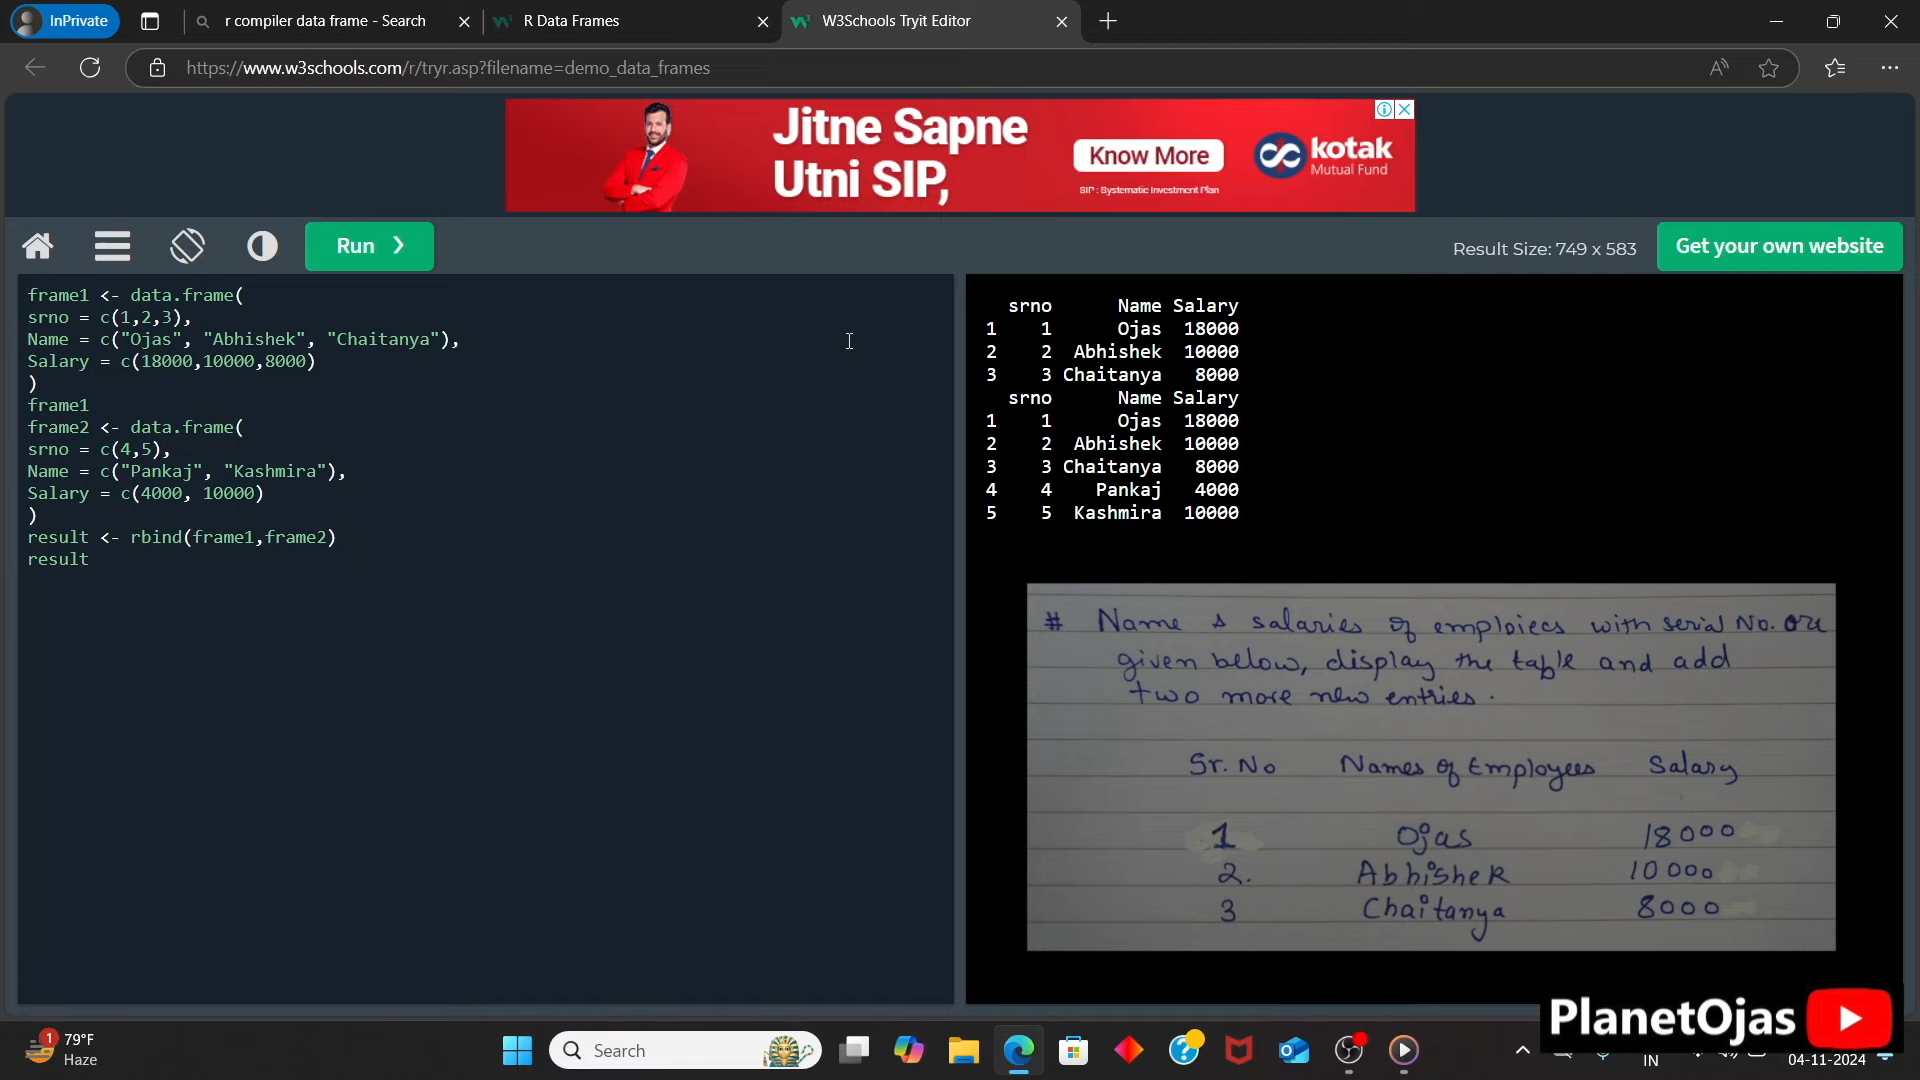 InPrivate
r compiler data frame - Search
R Data Frames
W3Schools Tryit Editor
https://www.w3schools.com/r/tryr.asp?filename=demo_data_frames
Jitne Sapne
Utni SIP,
Know More
SIP : Systematic Investment Plan
kotak
Mutual Fund
Run ❯
Result Size: 749 x 583
Get your own website
frame1 <- data.frame(
srno = c(1,2,3),
Name = c("Ojas", "Abhishek", "Chaitanya"),
Salary = c(18000,10000,8000)
)
frame1
frame2 <- data.frame(
srno = c(4,5),
Name = c("Pankaj", "Kashmira"),
Salary = c(4000, 10000)
)
result <- rbind(frame1,frame2)
result
srno Name Salary
1 1 Ojas 18000
2 2 Abhishek 10000
3 3 Chaitanya 8000
srno Name Salary
1 1 Ojas 18000
2 2 Abhishek 10000
3 3 Chaitanya 8000
4 4 Pankaj 4000
5 5 Kashmira 10000
# Name & salaries of emploiees with serial No. are
given below, display the table and add
two more new entries.
Sr. No Names of Employees Salary
1 Ojas 18000
2. Abhishek 10000
3 Chaitanya 8000
PlanetOjas
1
79°F
Haze
Search
IN
04-11-2024